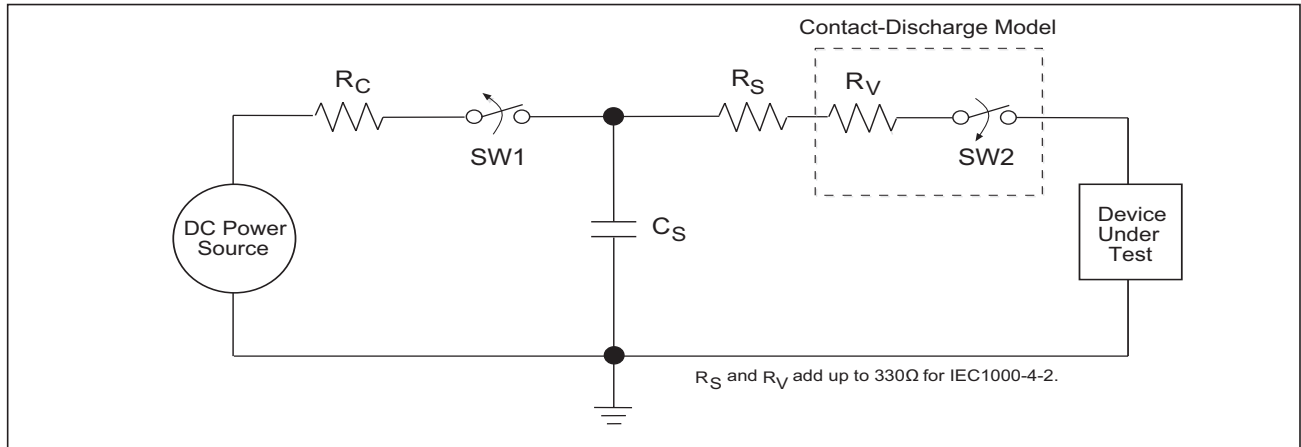 Contact-Discharge Model
RC
RS
RV
SW1
SW2
DC Power
Source
CS
Device
Under
Test
RS and RV add up to 330Ω for IEC1000-4-2.